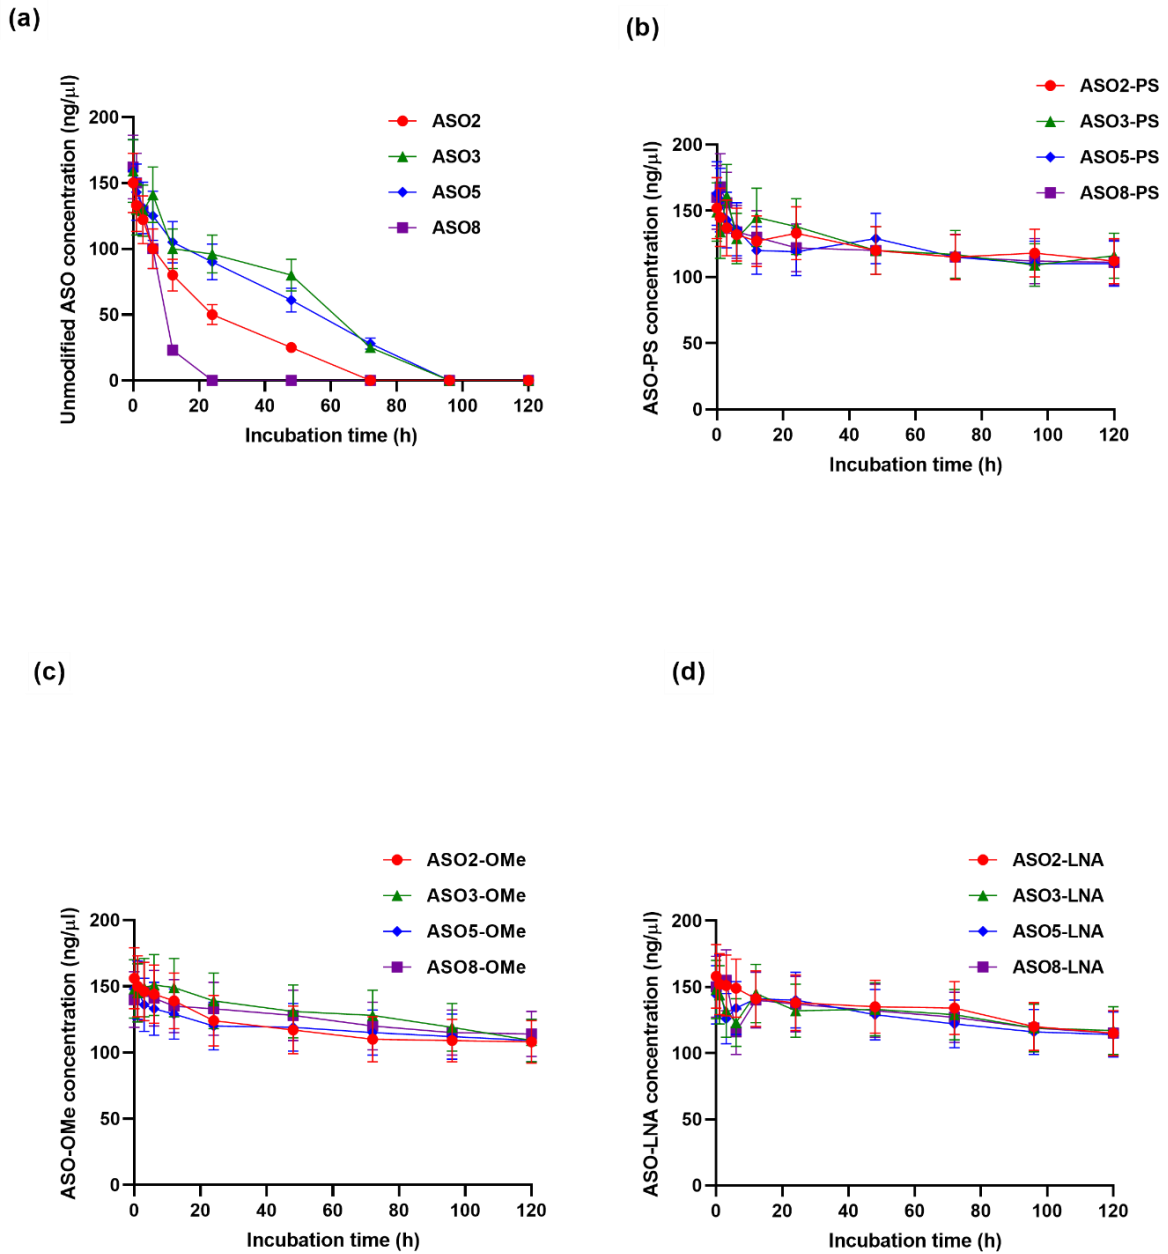 (a)
Unmodified ASO concentration (ng/µl)
200
150
100
50
0
0 20 40 60 80 100 120
Incubation time (h)
ASO2
ASO3
ASO5
ASO8
(b)
ASO-PS concentration (ng/µl)
200
150
100
50
0
0 20 40 60 80 100 120
Incubation time (h)
ASO2-PS
ASO3-PS
ASO5-PS
ASO8-PS
(c)
ASO-OMe concentration (ng/µl)
200
150
100
50
0
0 20 40 60 80 100 120
Incubation time (h)
ASO2-OMe
ASO3-OMe
ASO5-OMe
ASO8-OMe
(d)
ASO-LNA concentration (ng/µl)
200
150
100
50
0
0 20 40 60 80 100 120
Incubation time (h)
ASO2-LNA
ASO3-LNA
ASO5-LNA
ASO8-LNA